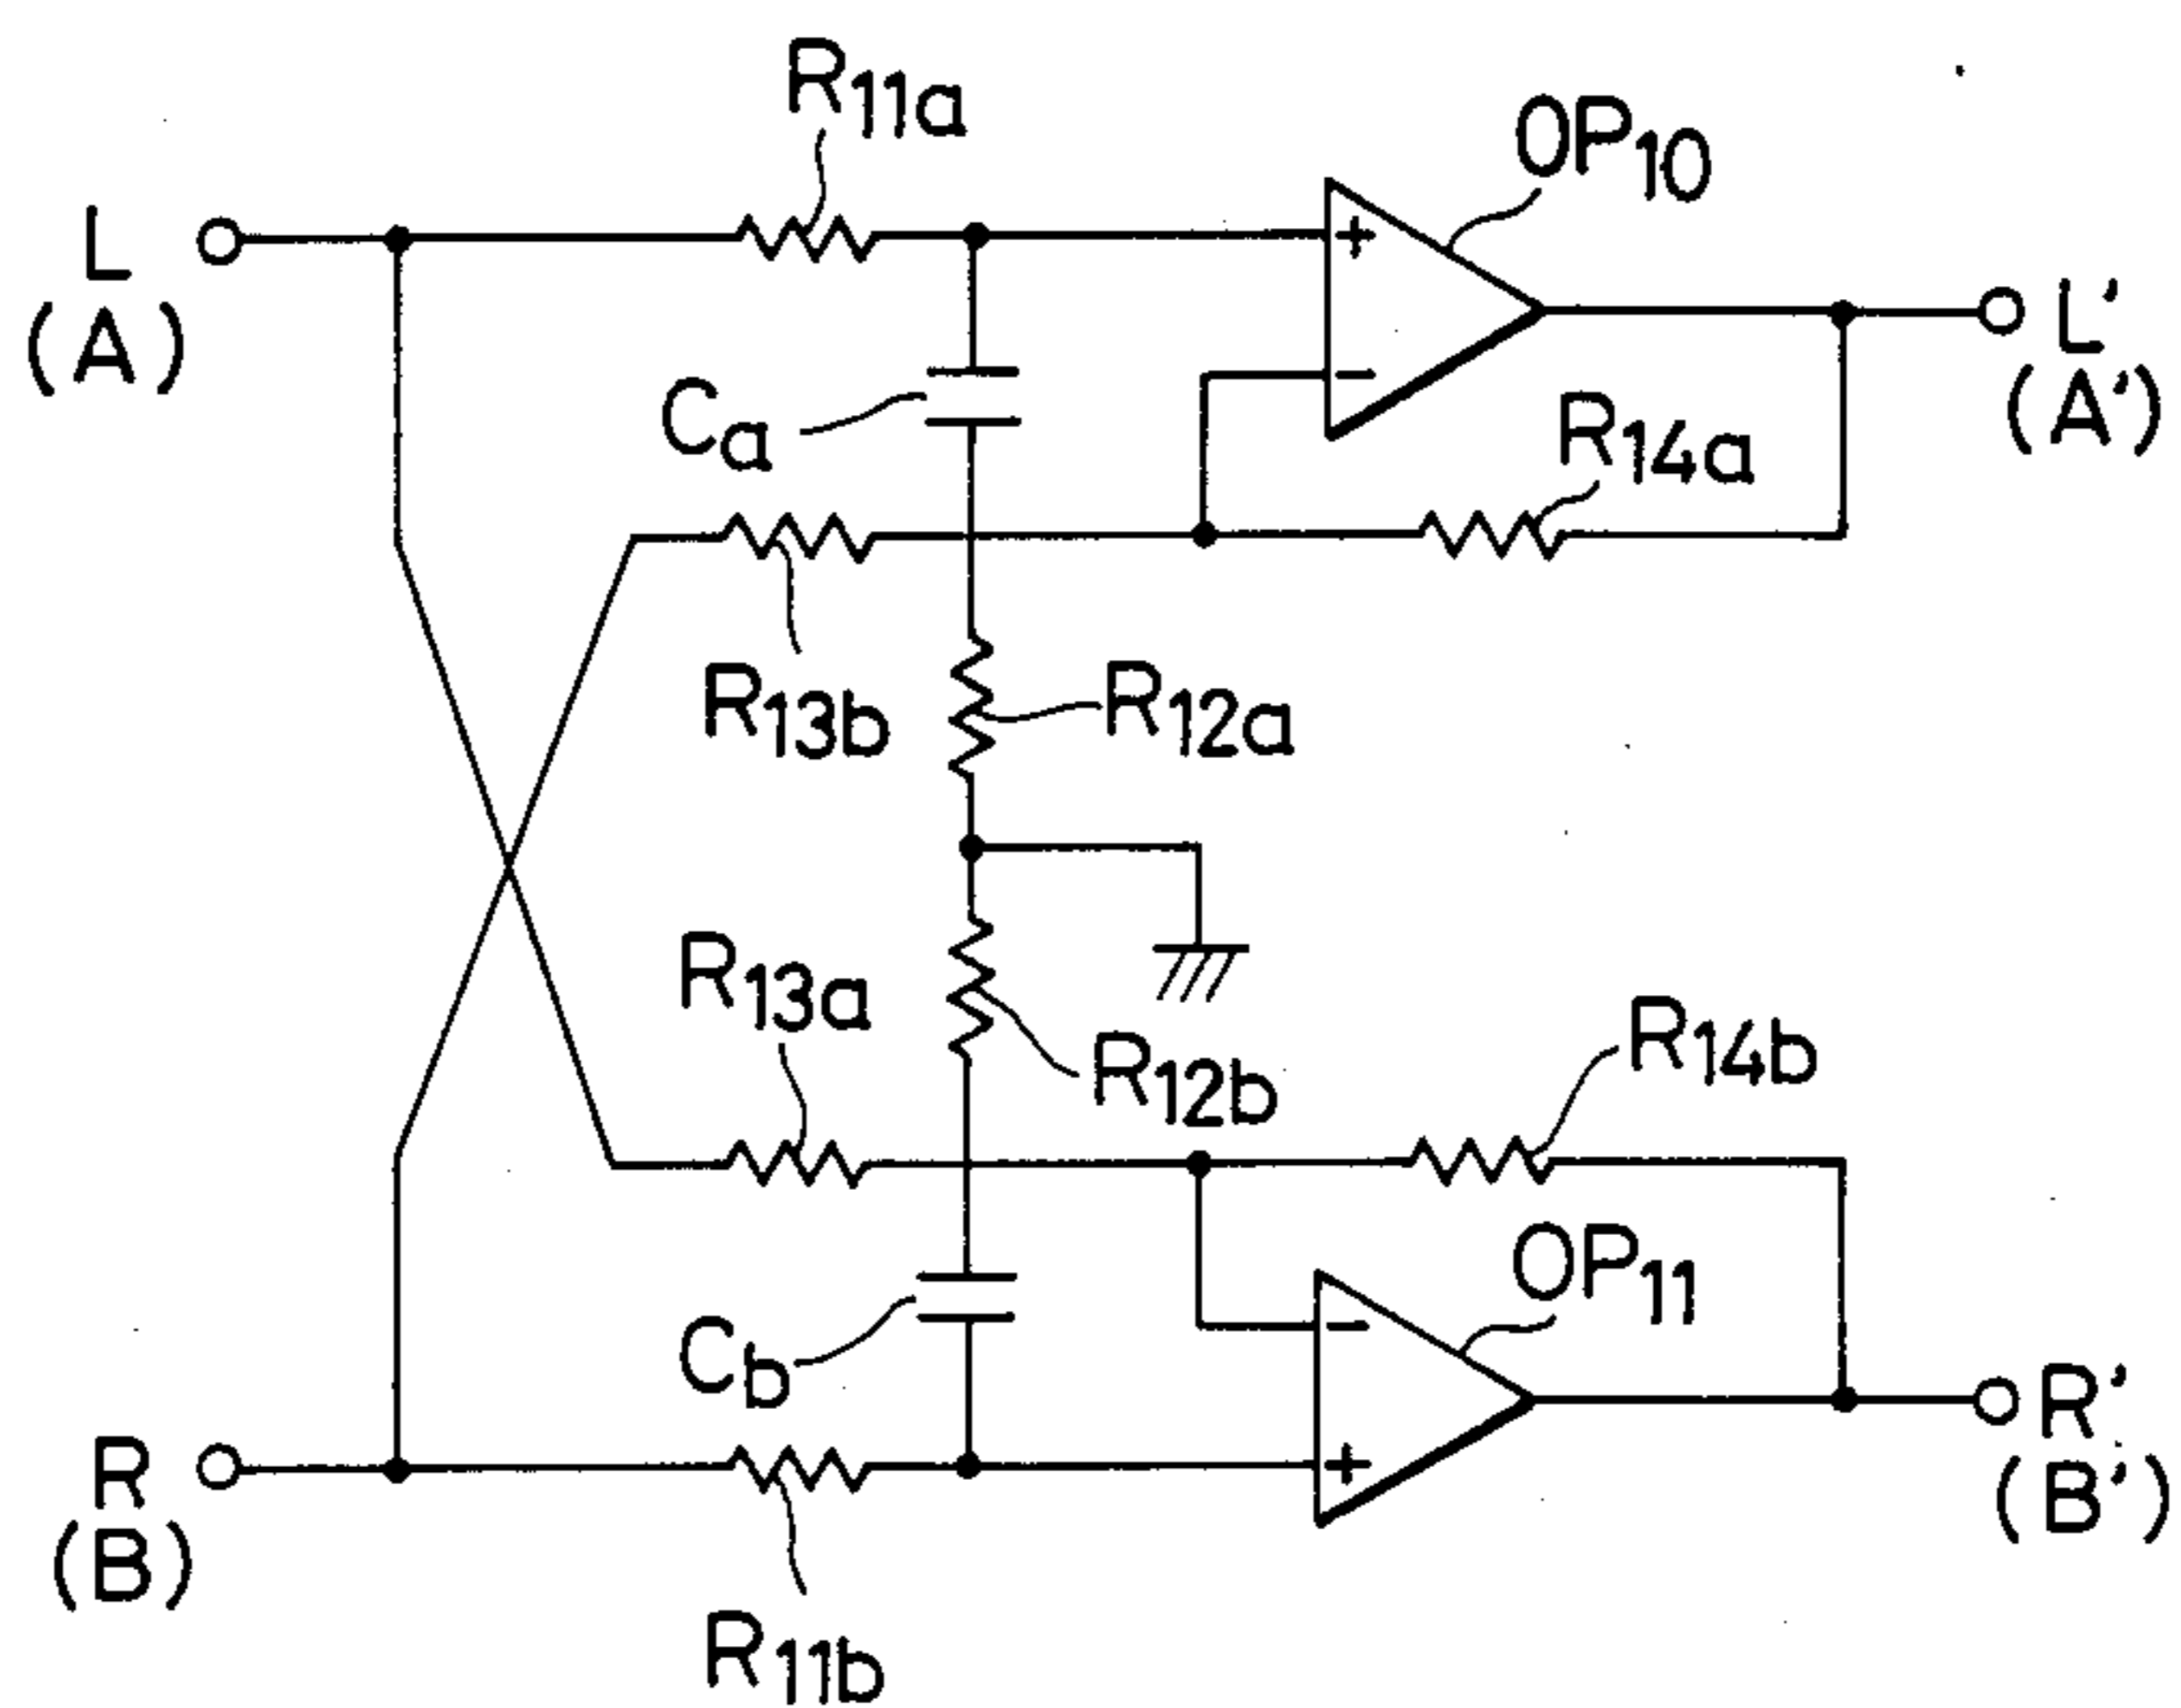 R11a
OP10
L
(A)
+
L'
(A')
Ca
−
R14a
R13b
R12a
R13a
R12b
R14b
OP11
Cb
−
R'
(B')
R
(B)
+
R11b